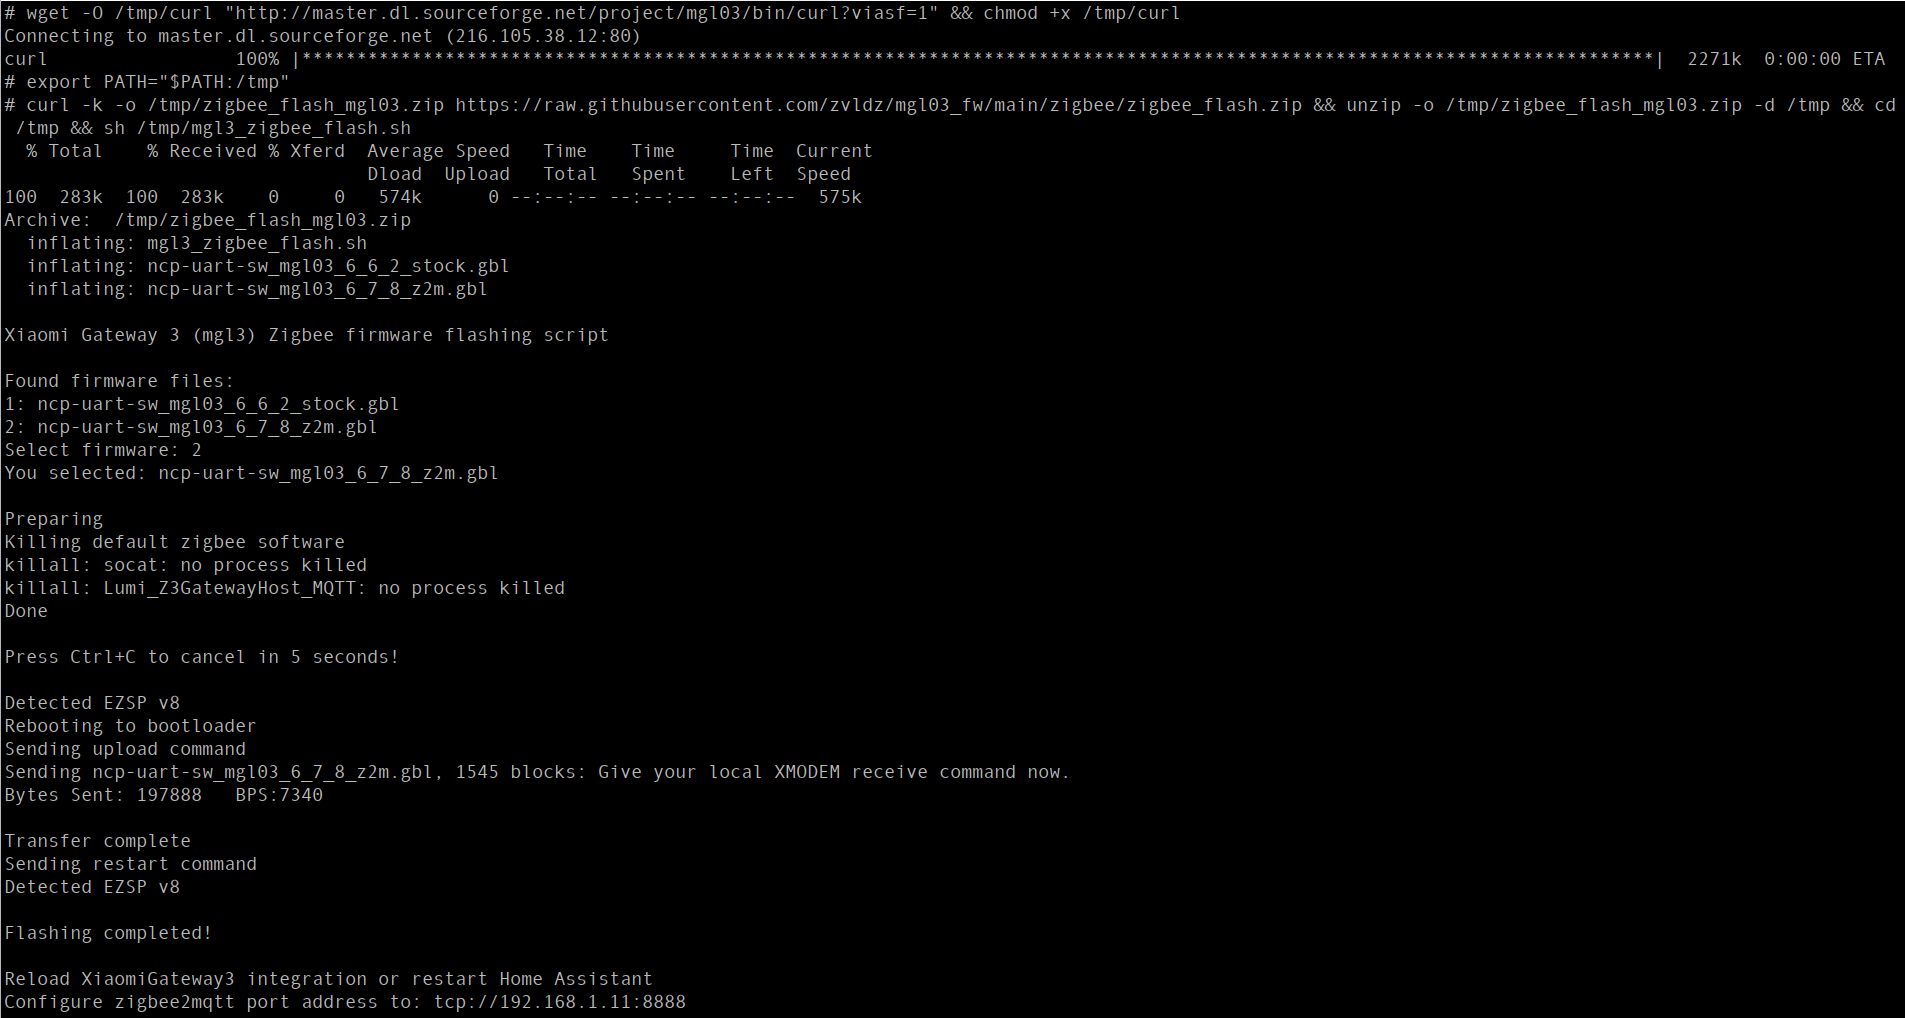 # wget -O /tmp/curl "http://master.dl.sourceforge.net/project/mgl03/bin/curl?viasf=1" && chmod +x /tmp/curl
Connecting to master.dl.sourceforge.net (216.105.38.12:80)
curl                 100% |***************************************************************************************************************************|  2271k  0:00:00 ETA
# export PATH="$PATH:/tmp"
# curl -k -o /tmp/zigbee_flash_mgl03.zip https://raw.githubusercontent.com/zvldz/mgl03_fw/main/zigbee/zigbee_flash.zip && unzip -o /tmp/zigbee_flash_mgl03.zip -d /tmp && cd
 /tmp && sh /tmp/mgl3_zigbee_flash.sh
  % Total    % Received % Xferd  Average Speed   Time    Time     Time  Current
                                 Dload  Upload   Total   Spent    Left  Speed
100  283k  100  283k    0     0   574k      0 --:--:-- --:--:-- --:--:--  575k
Archive:  /tmp/zigbee_flash_mgl03.zip
  inflating: mgl3_zigbee_flash.sh
  inflating: ncp-uart-sw_mgl03_6_6_2_stock.gbl
  inflating: ncp-uart-sw_mgl03_6_7_8_z2m.gbl
Xiaomi Gateway 3 (mgl3) Zigbee firmware flashing script
Found firmware files:
1: ncp-uart-sw_mgl03_6_6_2_stock.gbl
2: ncp-uart-sw_mgl03_6_7_8_z2m.gbl
Select firmware: 2
You selected: ncp-uart-sw_mgl03_6_7_8_z2m.gbl
Preparing
Killing default zigbee software
killall: socat: no process killed
killall: Lumi_Z3GatewayHost_MQTT: no process killed
Done
Press Ctrl+C to cancel in 5 seconds!
Detected EZSP v8
Rebooting to bootloader
Sending upload command
Sending ncp-uart-sw_mgl03_6_7_8_z2m.gbl, 1545 blocks: Give your local XMODEM receive command now.
Bytes Sent: 197888   BPS:7340
Transfer complete
Sending restart command
Detected EZSP v8
Flashing completed!
Reload XiaomiGateway3 integration or restart Home Assistant
Configure zigbee2mqtt port address to: tcp://192.168.1.11:8888